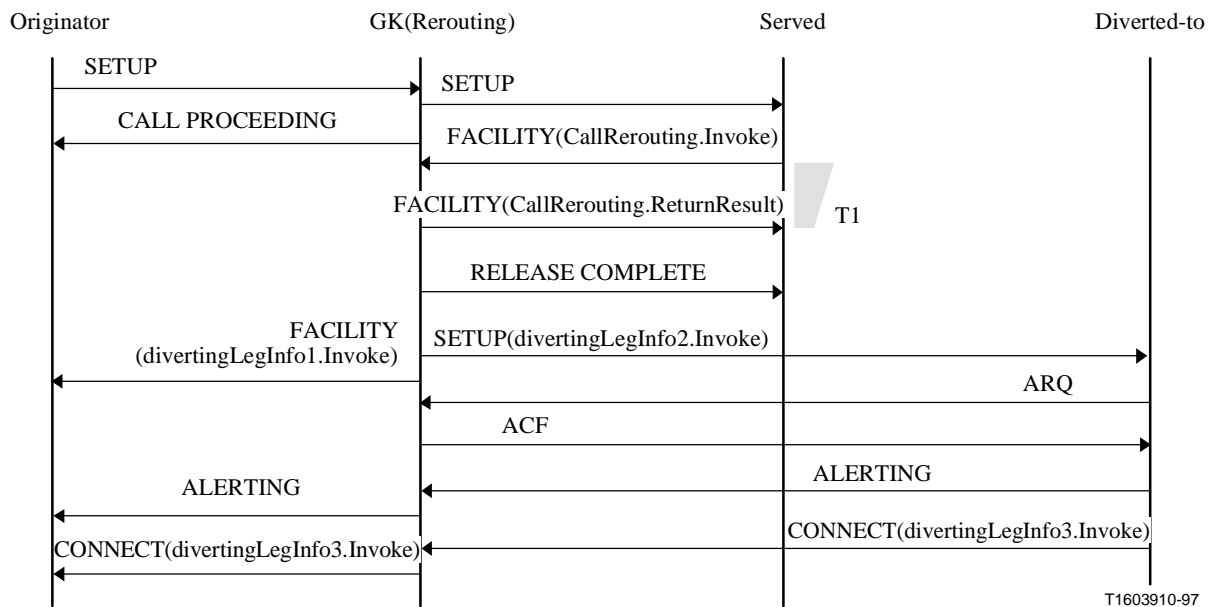 Originator
GK(Rerouting)
Served
Diverted-to
SETUP
SETUP
CALL PROCEEDING
FACILITY(CallRerouting.Invoke)
FACILITY(CallRerouting.ReturnResult)
T1
RELEASE COMPLETE
FACILITY
(divertingLegInfo1.Invoke)
SETUP(divertingLegInfo2.Invoke)
ARQ
ACF
ALERTING
ALERTING
CONNECT(divertingLegInfo3.Invoke)
CONNECT(divertingLegInfo3.Invoke)
T1603910-97